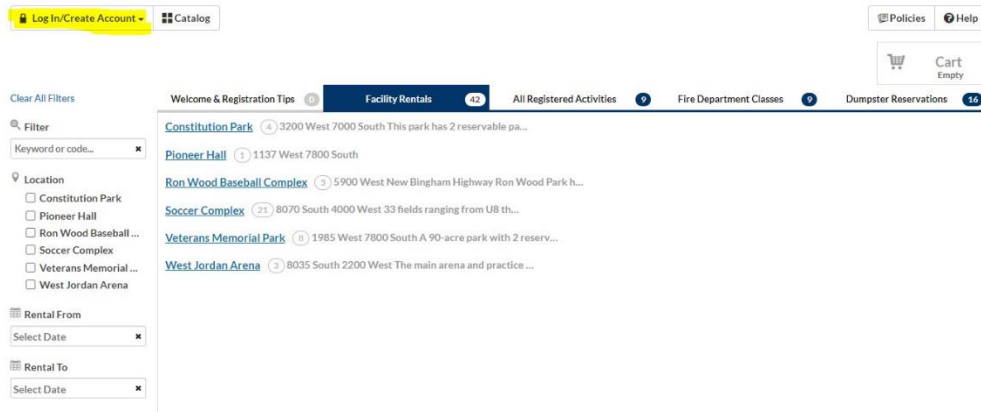 Log In/Create Account
Catalog
Policies
Help
Cart
Empty
Clear All Filters
Welcome & Registration Tips 0
Facility Rentals 42
All Registered Activities 9
Fire Department Classes 9
Dumpster Reservations 16
Filter
Keyword or code...
Location
Constitution Park
Pioneer Hall
Ron Wood Baseball ...
Soccer Complex
Veterans Memorial ...
West Jordan Arena
Rental From
Select Date
Rental To
Select Date
Constitution Park 4 3200 West 7000 South This park has 2 reservable pa...
Pioneer Hall 1 1137 West 7800 South
Ron Wood Baseball Complex 5 5900 West New Bingham Highway Ron Wood Park h...
Soccer Complex 21 8070 South 4000 West 33 fields ranging from U8 th...
Veterans Memorial Park 8 1985 West 7800 South A 90-acre park with 2 reserv...
West Jordan Arena 3 8035 South 2200 West The main arena and practice ...